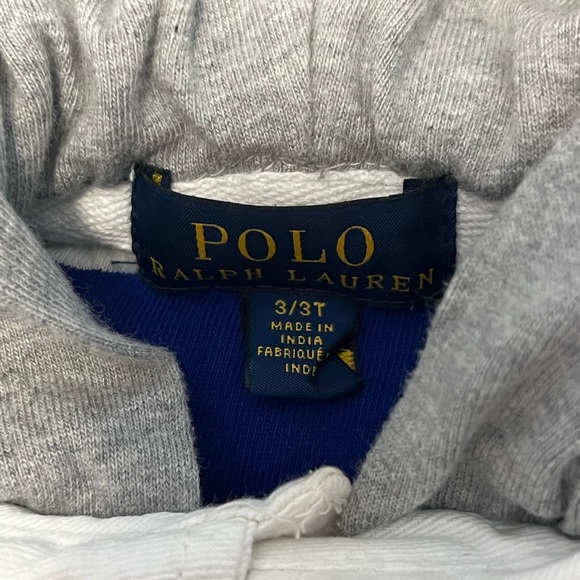 POLO
RALPH LAUREN
3/3T
MADE IN
INDIA
FABRIQUÉ